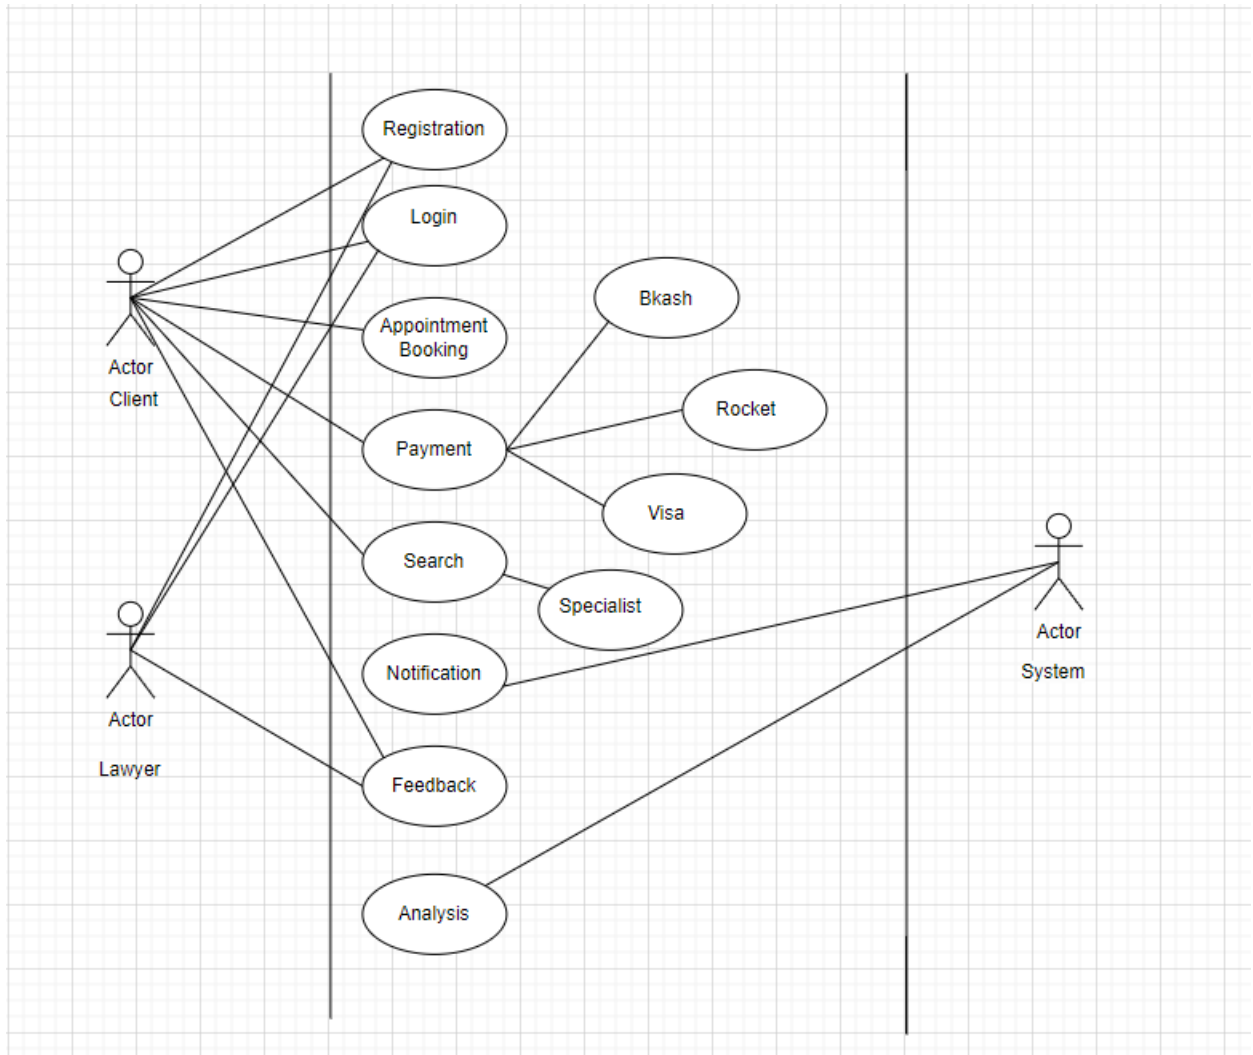 Registration
Login
Appointment
Booking
Payment
Search
Notification
Feedback
Analysis
Bkash
Rocket
Visa
Specialist
Actor
Client
Actor
Lawyer
Actor
System